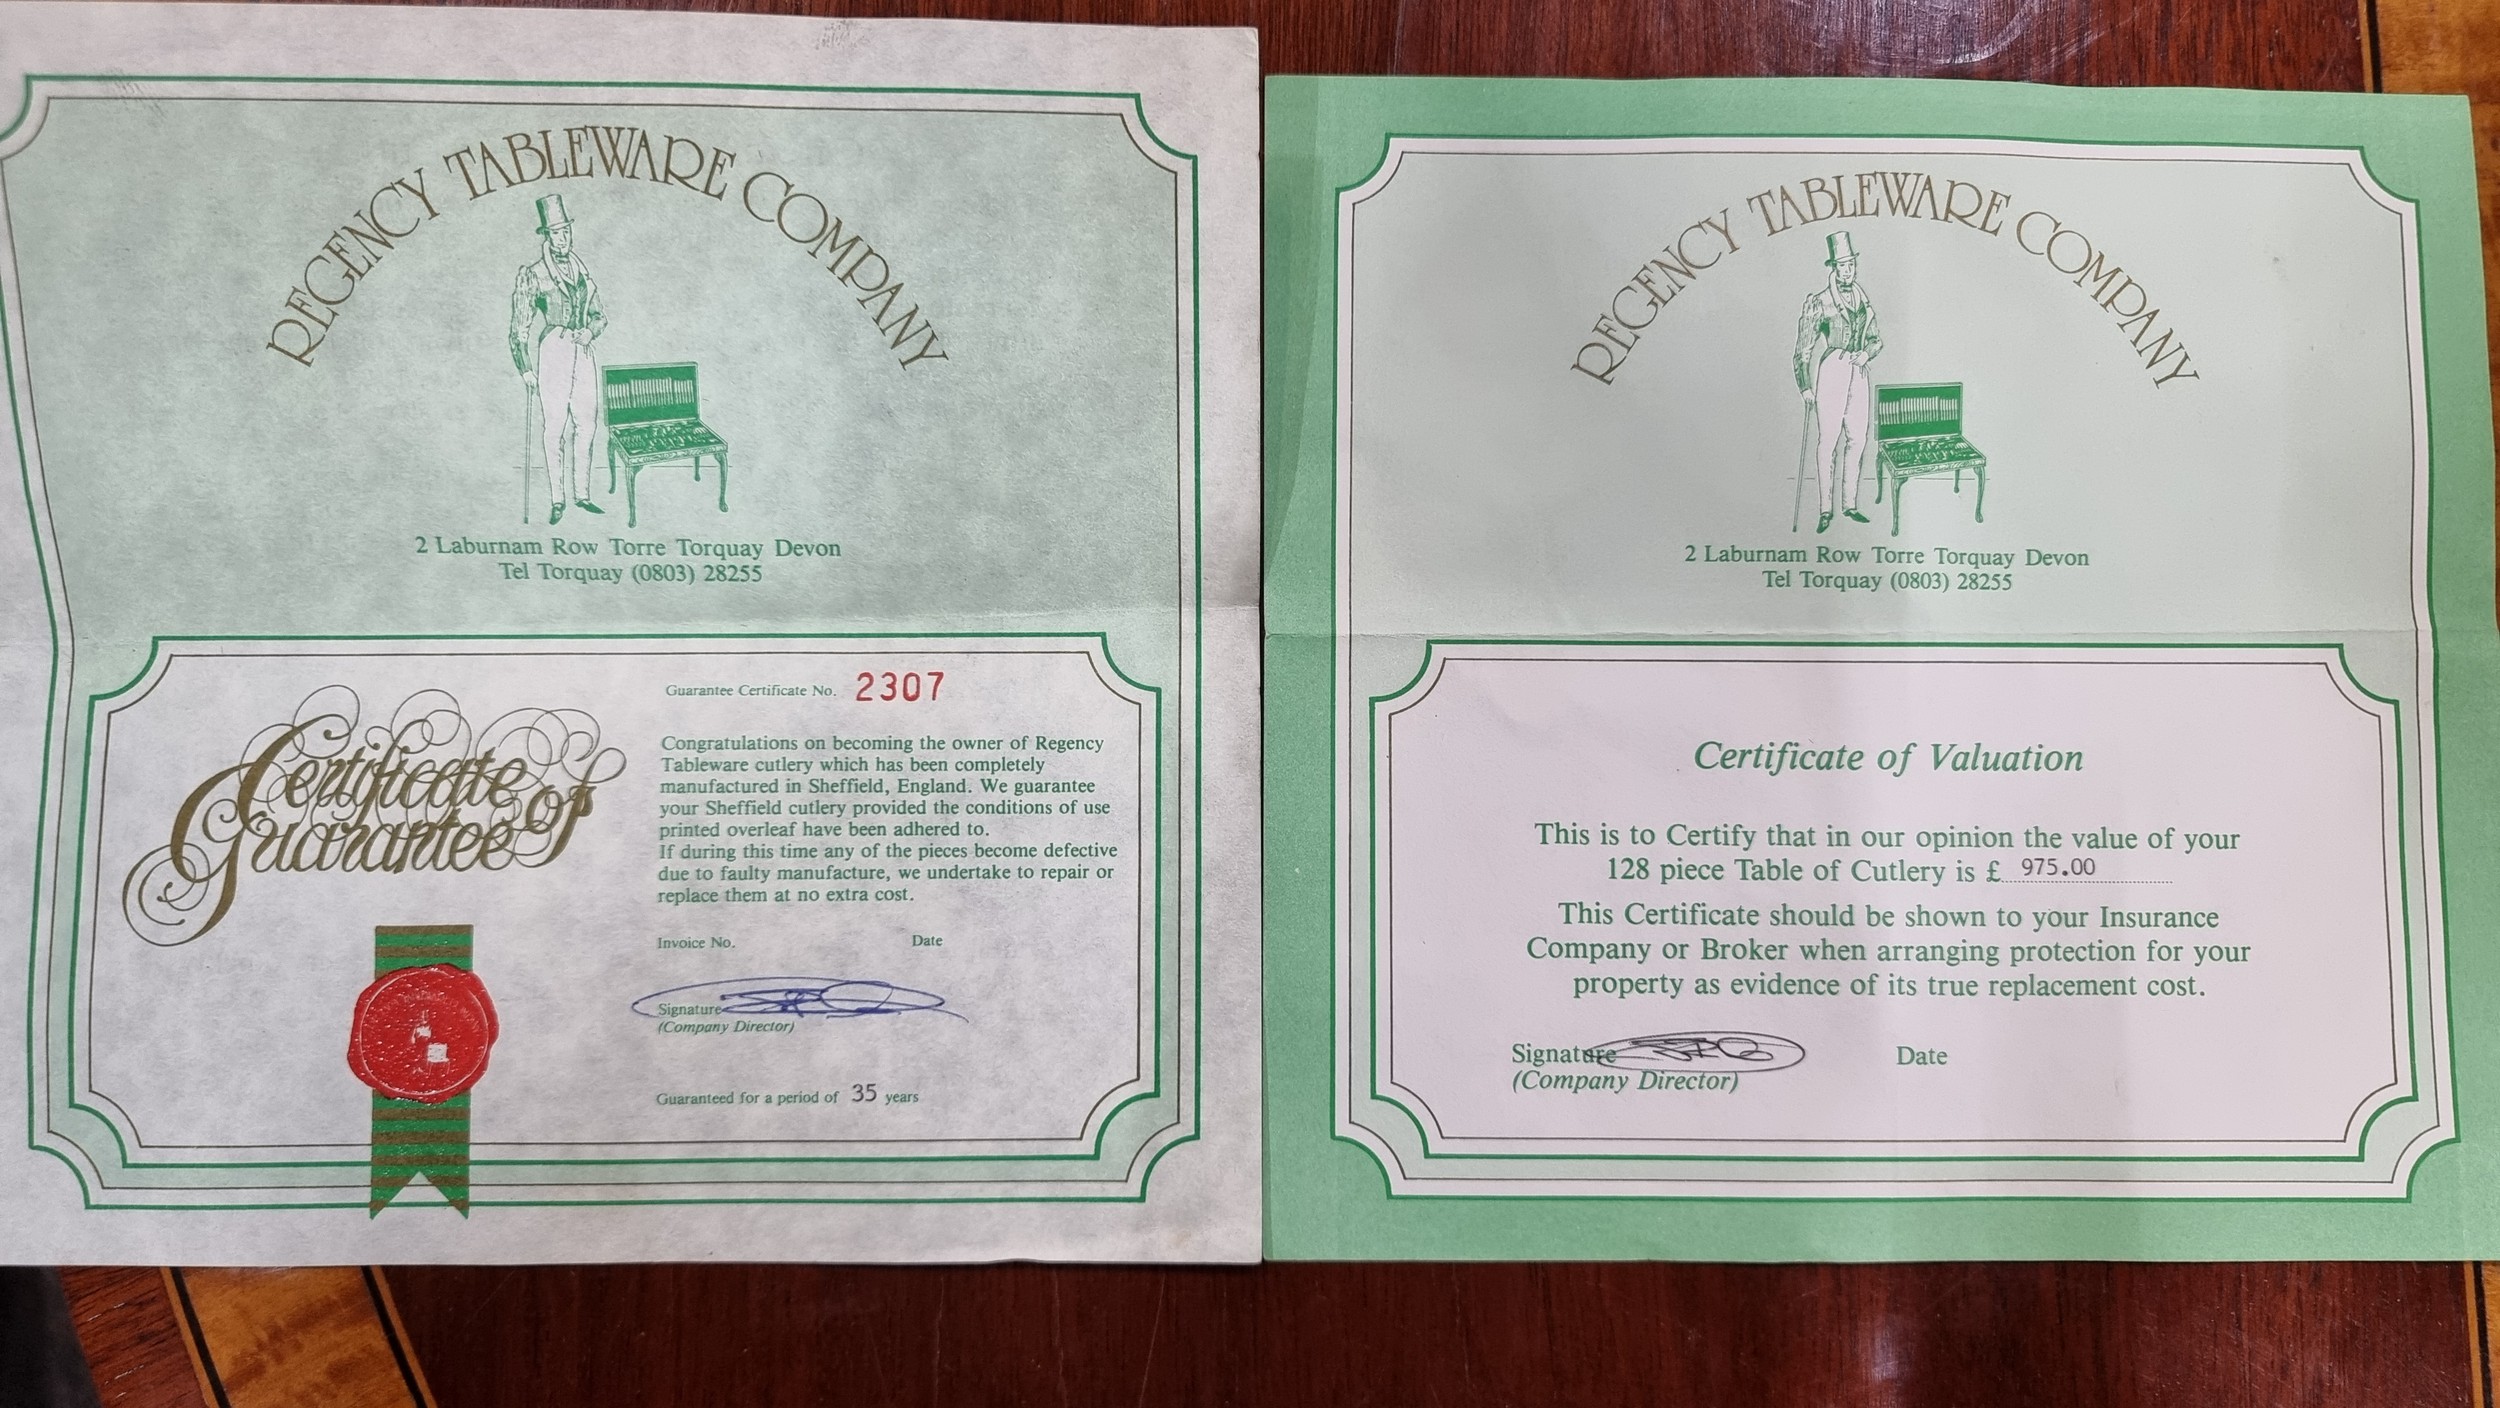 REGENCY TABLEWARE COMPANY
2 Laburnam Row Torre Torquay Devon
Tel Torquay (0803) 28255
Certificate of
Guarantee
Guarantee Certificate No. 2307
Congratulations on becoming the owner of Regency
Tableware cutlery which has been completely
manufactured in Sheffield, England. We guarantee
your Sheffield cutlery provided the conditions of use
printed overleaf have been adhered to.
If during this time any of the pieces become defective
due to faulty manufacture, we undertake to repair or
replace them at no extra cost.
Invoice No. Date
Signature
(Company Director)
Guaranteed for a period of 35 years
REGENCY TABLEWARE COMPANY
2 Laburnam Row Torre Torquay Devon
Tel Torquay (0803) 28255
Certificate of Valuation
This is to Certify that in our opinion the value of your
128 piece Table of Cutlery is £ 975.00
This Certificate should be shown to your Insurance
Company or Broker when arranging protection for your
property as evidence of its true replacement cost.
Signature Date
(Company Director)